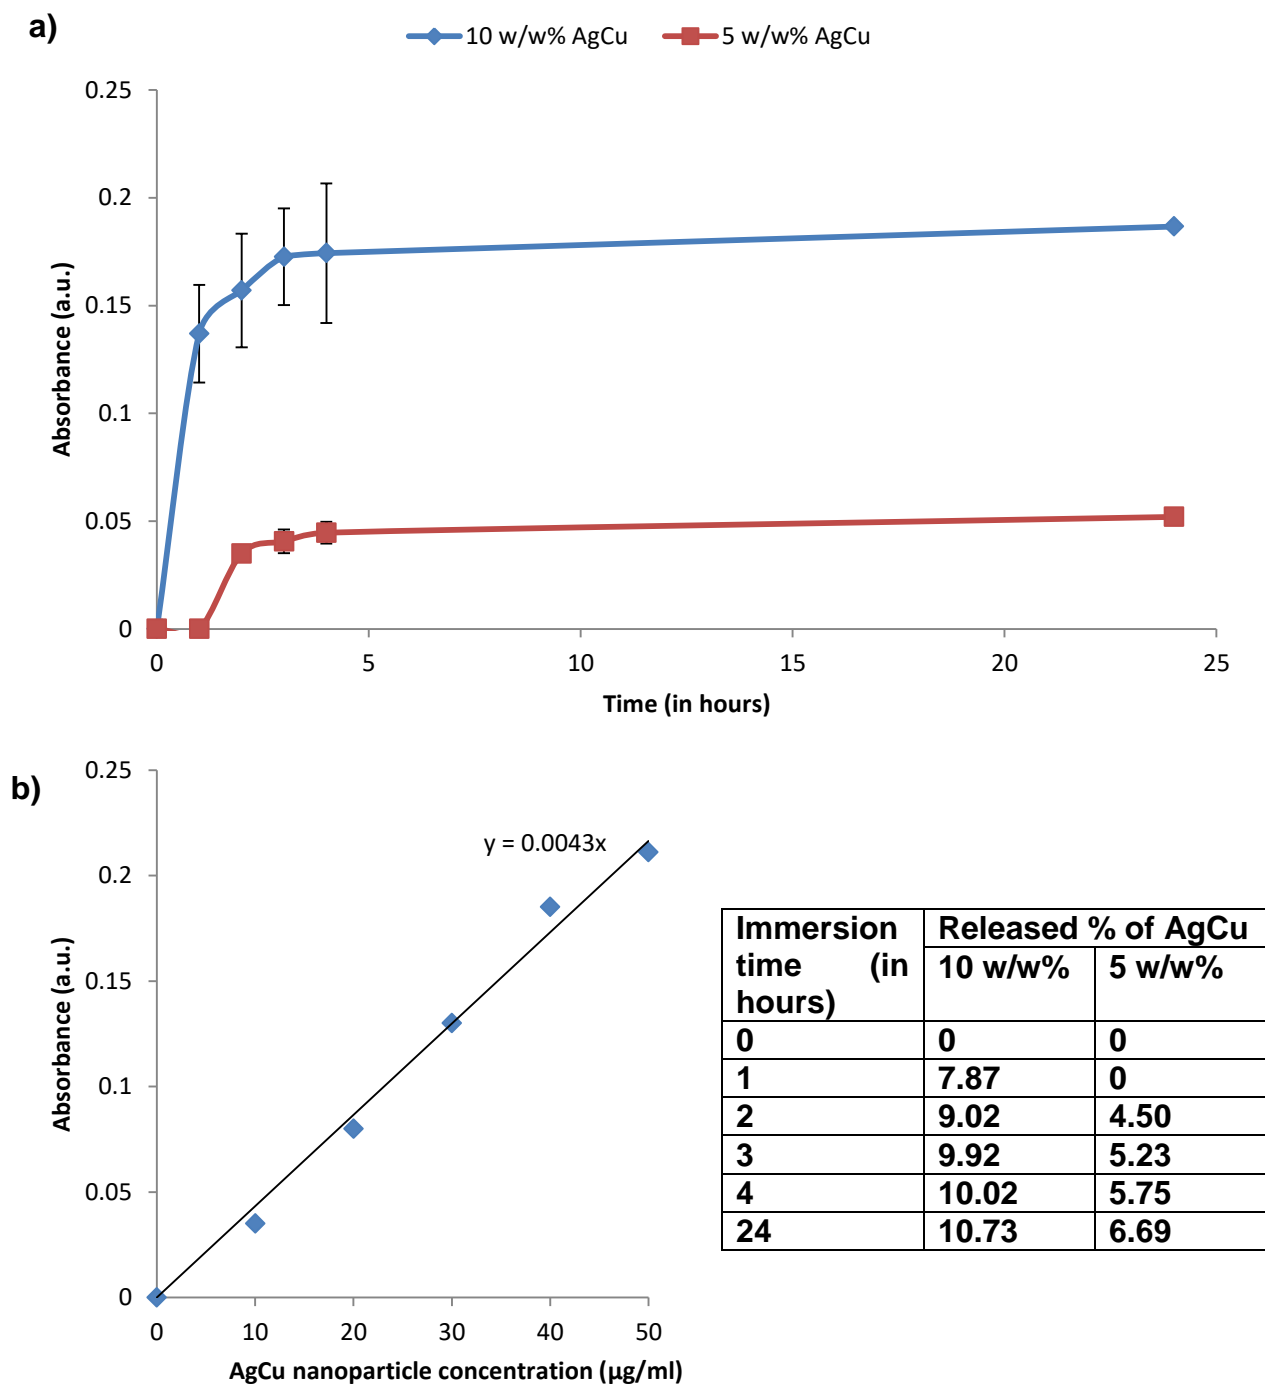 a)
10 w/w% AgCu 5 w/w% AgCu
0.25
0.2
0.15
0.1
0.05
0
Absorbance (a.u.)
0 5 10 15 20 25
Time (in hours)
b)
0.25
0.2
0.15
0.1
0.05
0
Absorbance (a.u.)
y = 0.0043x
0 10 20 30 40 50
AgCu nanoparticle concentration (µg/ml)
Immersion time (in hours) Released % of AgCu
10 w/w% 5 w/w%
0 0 0
1 7.87 0
2 9.02 4.50
3 9.92 5.23
4 10.02 5.75
24 10.73 6.69